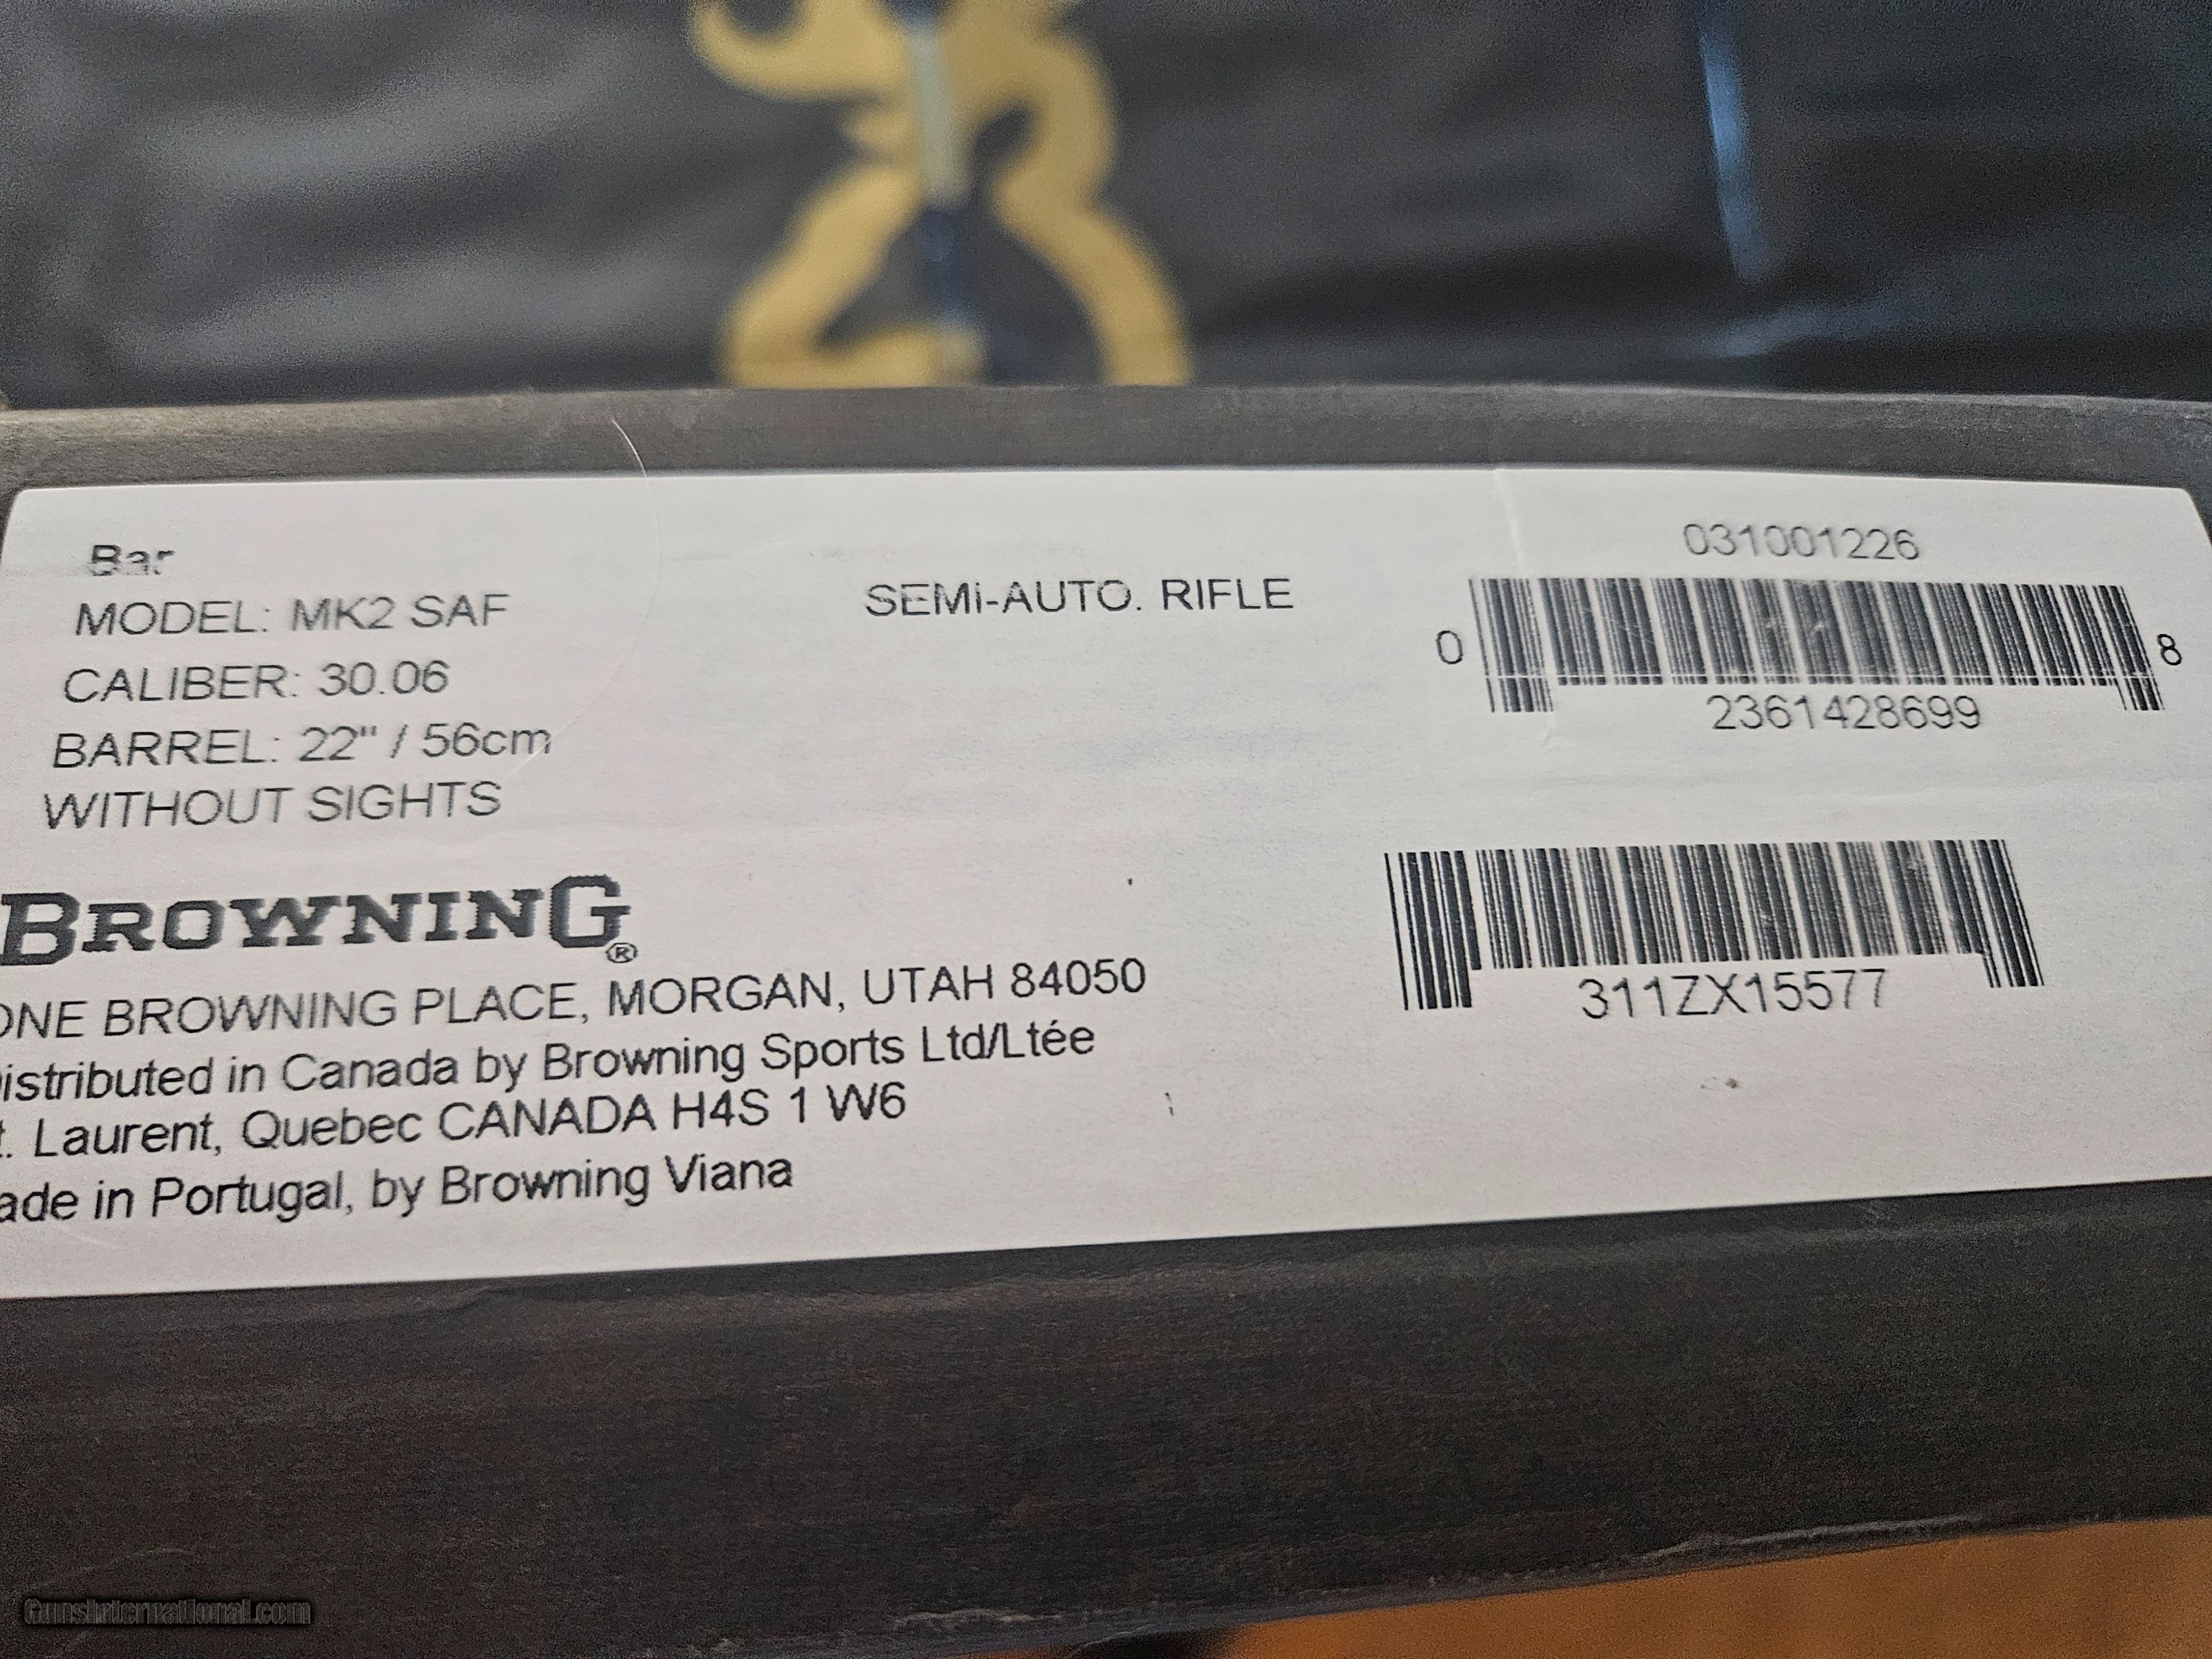 Bar
MODEL: MK2 SAF
CALIBER: 30.06
BARREL: 22" / 56cm
WITHOUT SIGHTS
SEMi-AUTO. RIFLE
031001226
0 8
2361428699
311ZX15577
BROWNING®
ONE BROWNING PLACE, MORGAN, UTAH 84050
istributed in Canada by Browning Sports Ltd/Ltée
t. Laurent, Quebec CANADA H4S 1 W6
ade in Portugal, by Browning Viana
GunsInternational.com